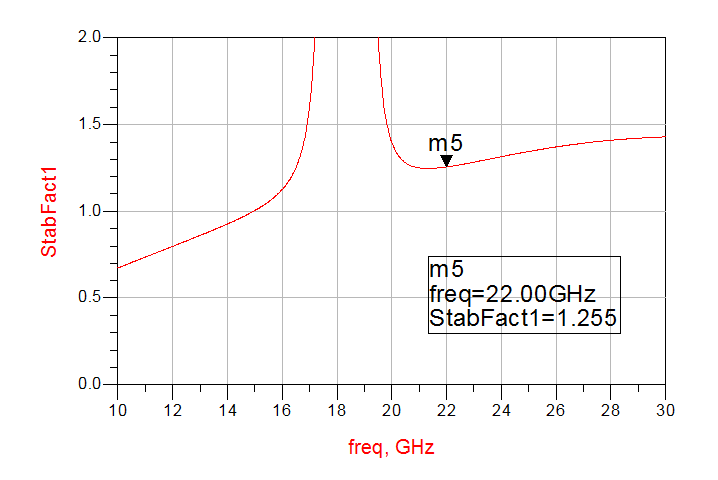 2.0
1.5
1.0
0.5
0.0
StabFact1
m5
m5
freq=22.00GHz
StabFact1=1.255
10 12 14 16 18 20 22 24 26 28 30
freq, GHz